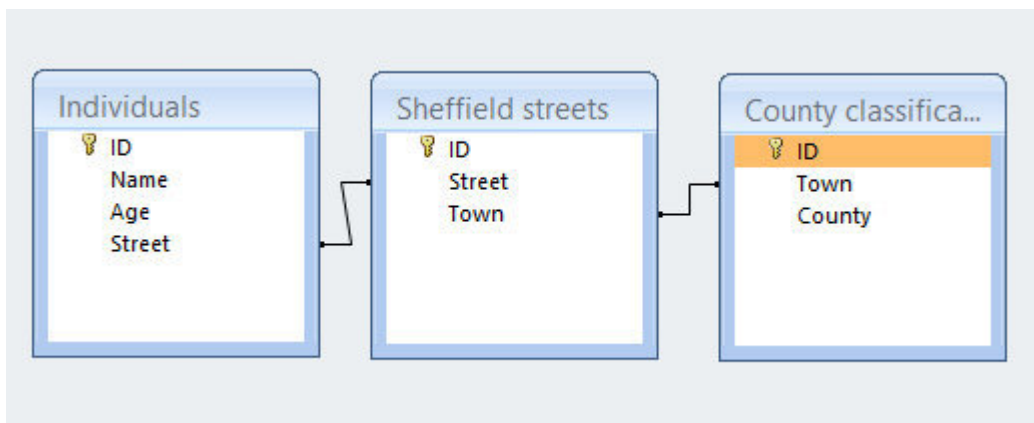 Individuals
ID
Name
Age
Street
Sheffield streets
ID
Street
Town
County classifica...
ID
Town
County